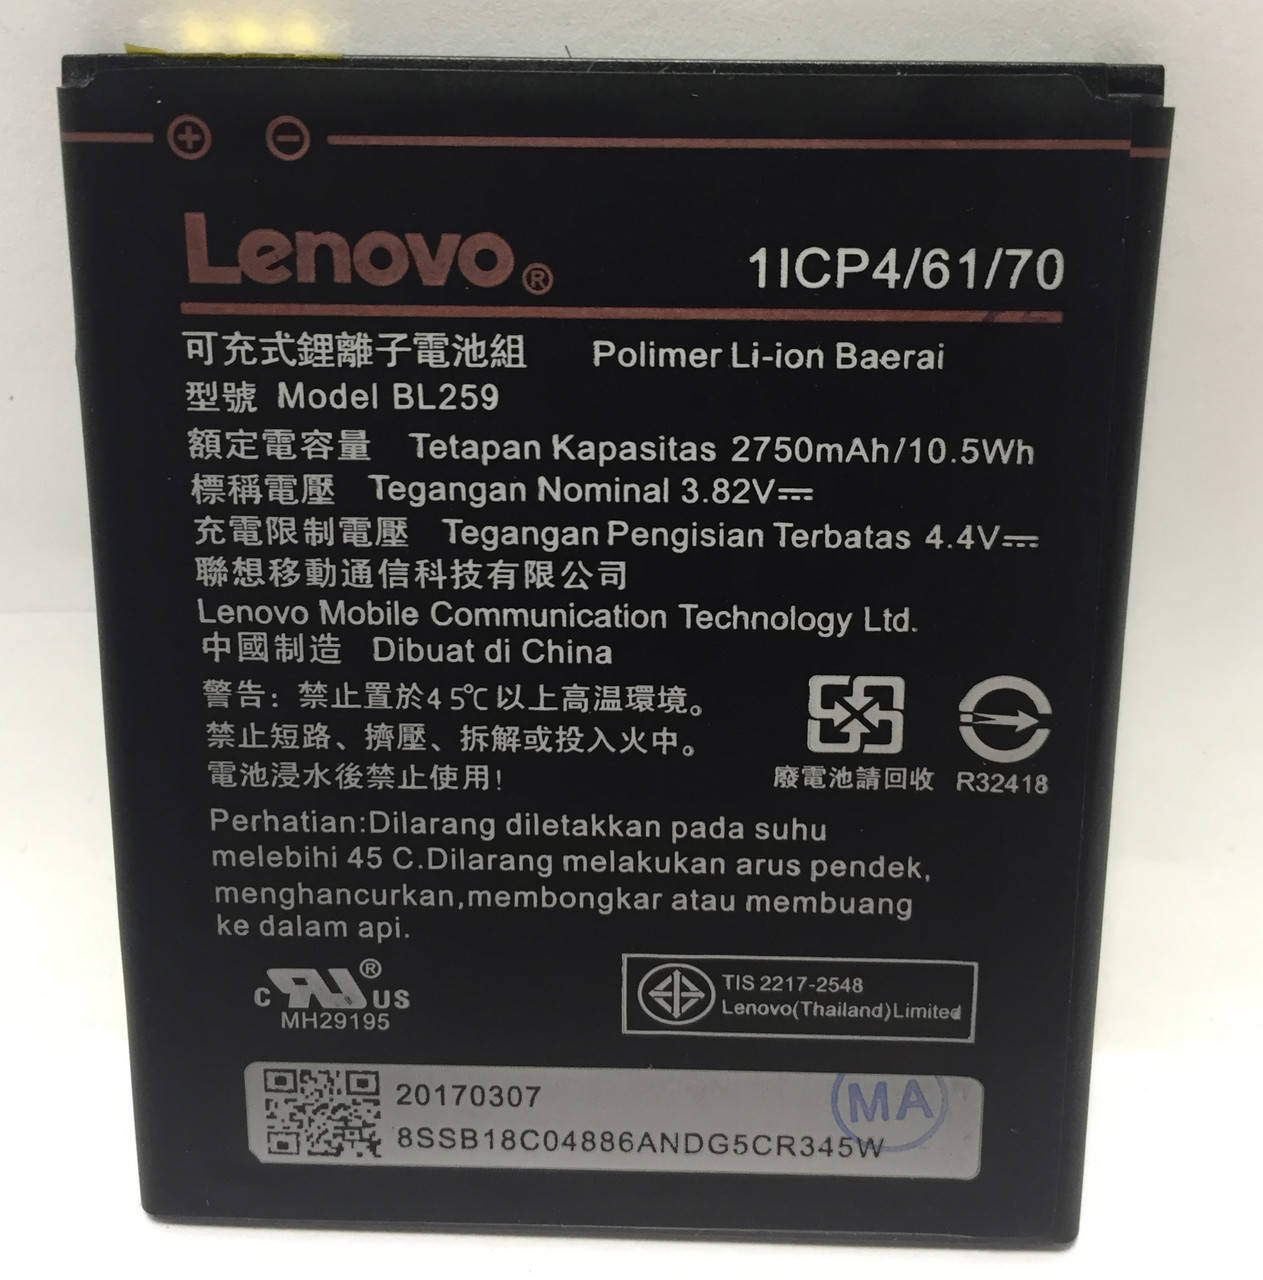 Lenovo® 1ICP4/61/70
可充式鋰離子電池組 Polimer Li-ion Baerai
型號 Model BL259
額定電容量 Tetapan Kapasitas 2750mAh/10.5Wh
標稱電壓 Tegangan Nominal 3.82V⎓
充電限制電壓 Tegangan Pengisian Terbatas 4.4V⎓
聯想移動通信科技有限公司
Lenovo Mobile Communication Technology Ltd.
中國制造 Dibuat di China
警告：禁止置於45℃以上高温環境。
禁止短路、擠壓、拆解或投入火中。
電池浸水後禁止使用！
廢電池請回收 R32418
Perhatian:Dilarang diletakkan pada suhu
melebihi 45 C.Dilarang melakukan arus pendek,
menghancurkan,membongkar atau membuang
ke dalam api.
c RU® US
MH29195
TIS 2217-2548
Lenovo(Thailand)Limited
20170307
8SSB18C04886ANDG5CR345W
MA